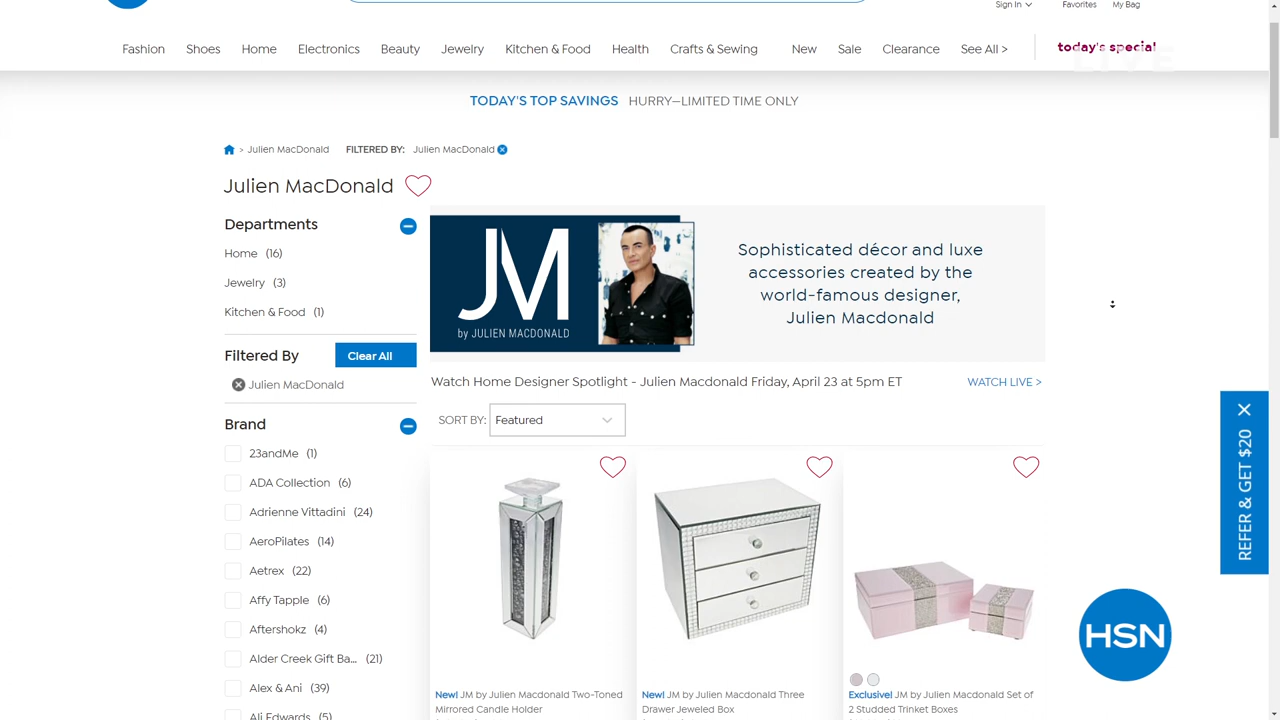 Sign In
Favorites
My Bag
Fashion Shoes Home Electronics Beauty Jewelry Kitchen & Food Health Crafts & Sewing New Sale Clearance See All >
today's special
LIVE
TODAY'S TOP SAVINGS HURRY—LIMITED TIME ONLY
> Julien MacDonald FILTERED BY: Julien MacDonald
Julien MacDonald
Departments
Home (16)
Jewelry (3)
Kitchen & Food (1)
Filtered By
Clear All
Julien MacDonald
Brand
23andMe (1)
ADA Collection (6)
Adrienne Vittadini (24)
AeroPilates (14)
Aetrex (22)
Affy Tapple (6)
Aftershokz (4)
Alder Creek Gift Ba... (21)
Alex & Ani (39)
Ali Edwards (5)
JM
by JULIEN MACDONALD
Sophisticated décor and luxe
accessories created by the
world-famous designer,
Julien Macdonald
Watch Home Designer Spotlight - Julien Macdonald Friday, April 23 at 5pm ET
WATCH LIVE >
SORT BY: Featured
New! JM by Julien Macdonald Two-Toned
Mirrored Candle Holder
New! JM by Julien Macdonald Three
Drawer Jeweled Box
Exclusive! JM by Julien Macdonald Set of
2 Studded Trinket Boxes
REFER & GET $20
HSN